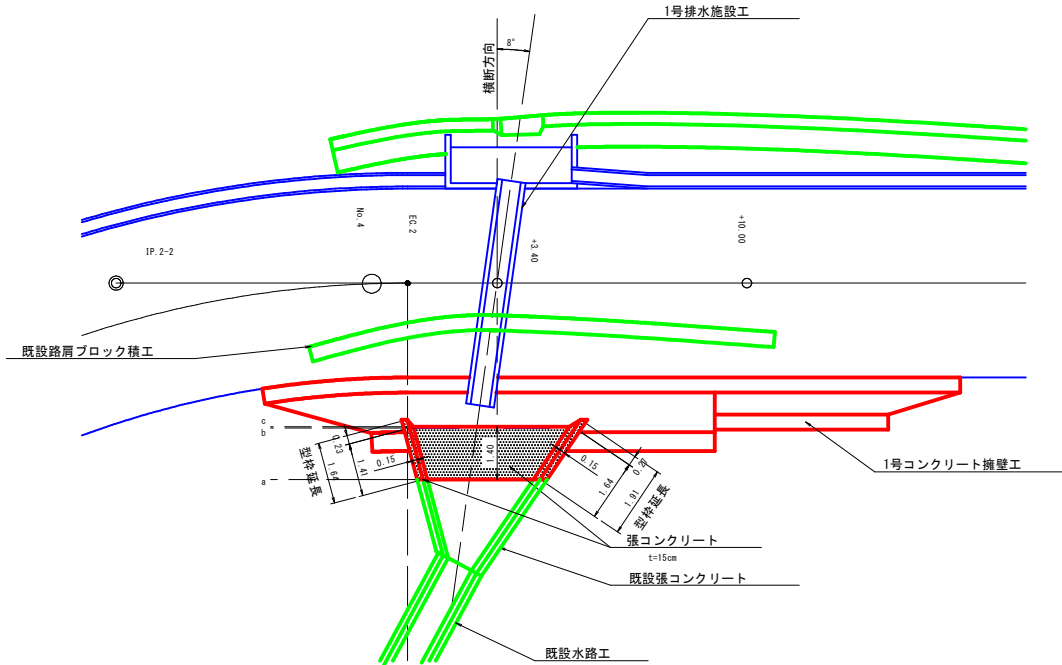 1号排水施設工
8°
横断方向
No. 4
EC. 2
+3.40
+10.00
IP. 2-2
既設路肩ブロック積工
c
b
a
0.23
1.41
1.64
型枠延長
0.15
1.40
0.15
0.26
1.64
1.91
型枠延長
1号コンクリート擁壁工
張コンクリート
t=15cm
既設張コンクリート
既設水路工